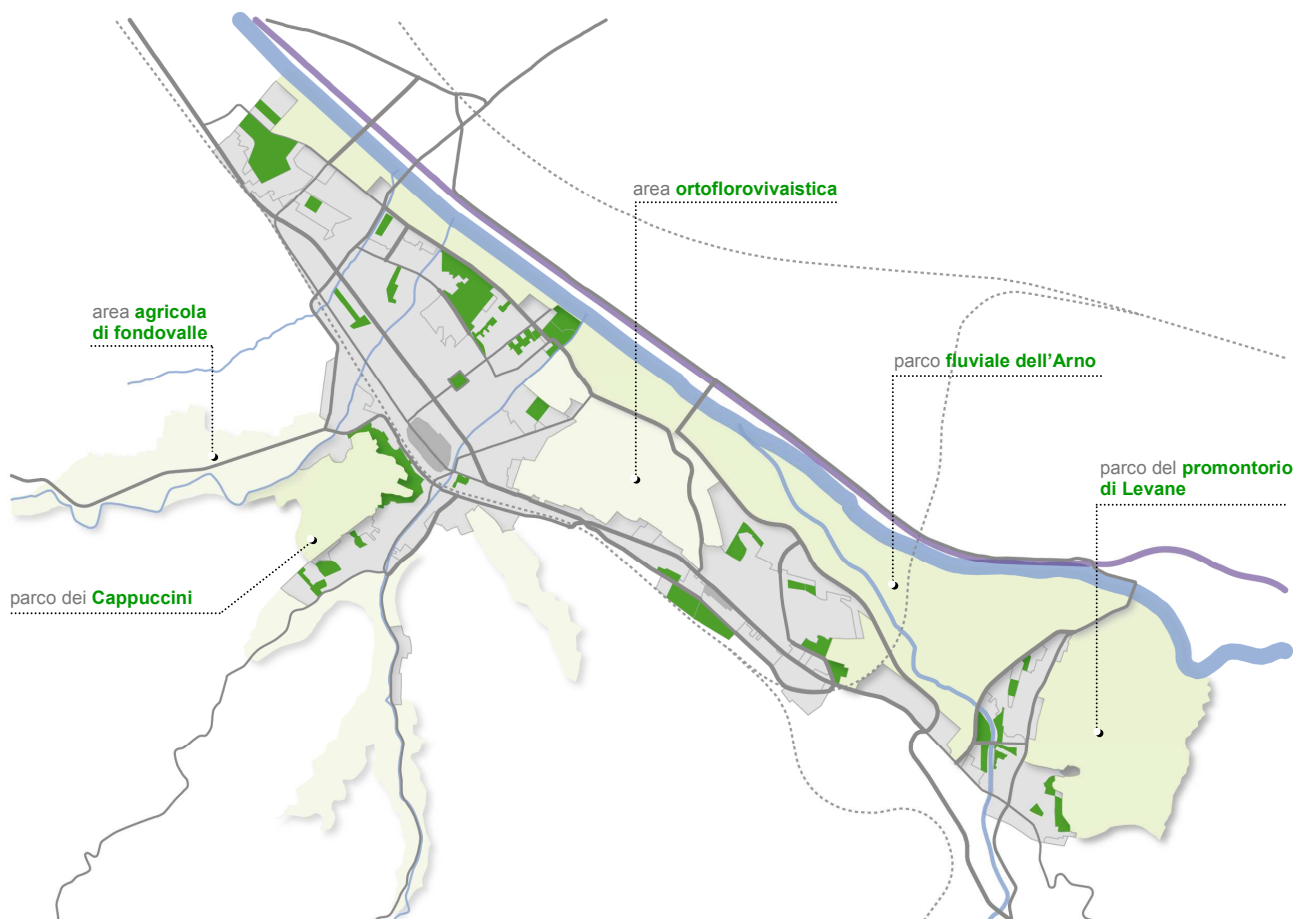 area ortoflorovivaistica
area agricola
di fondovalle
parco fluviale dell'Arno
parco del promontorio
di Levane
parco dei Cappuccini